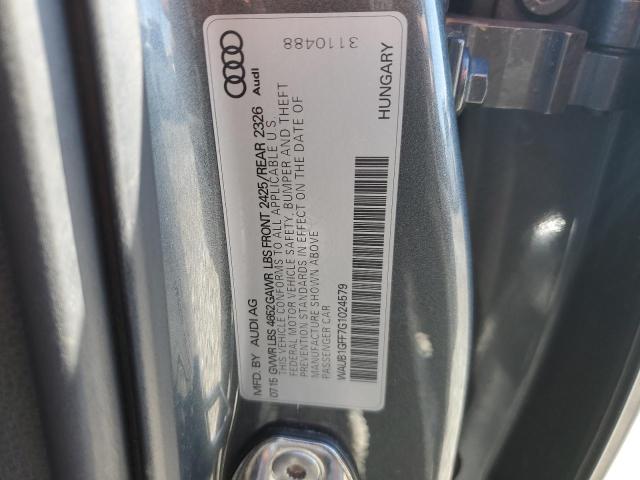 MFD. BY AUDI AG
07/15 GVWR LBS 4662 GAWR LBS FRONT 2425/REAR 2326
THIS VEHICLE CONFORMS TO ALL APPLICABLE U.S.
FEDERAL MOTOR VEHICLE SAFETY, BUMPER AND THEFT
PREVENTION STANDARDS IN EFFECT ON THE DATE OF
MANUFACTURE SHOWN ABOVE
PASSENGER CAR
WAUB1GFF7G1024579
Audi
3110488
HUNGARY